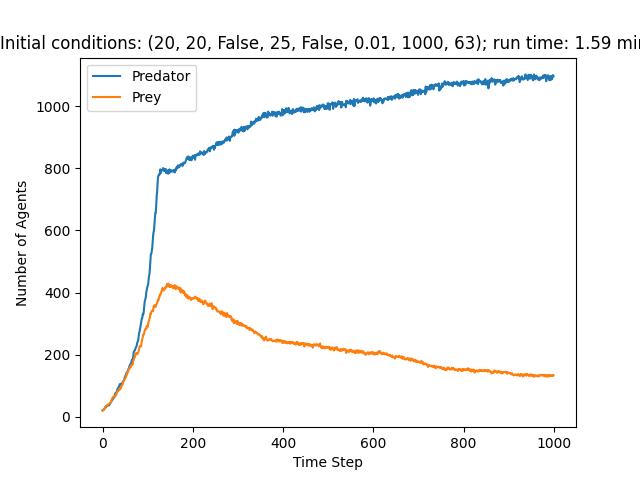 Initial conditions: (20, 20, False, 25, False, 0.01, 1000, 63); run time: 1.59
Predator
Prey
1000
800
600
400
200
0
Number of Agents
0 200 400 600 800 1000
Time Step